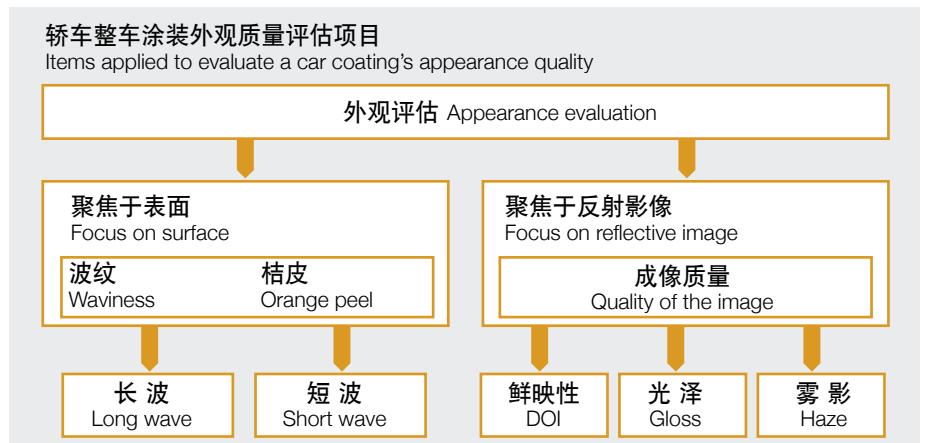 轿车整车涂装外观质量评估项目
Items applied to evaluate a car coating's appearance quality
外观评估 Appearance evaluation
聚焦于表面
Focus on surface
波纹 桔皮
Waviness Orange peel
聚焦于反射影像
Focus on reflective image
成像质量
Quality of the image
长 波
Long wave
短 波
Short wave
鲜映性
DOI
光 泽
Gloss
雾 影
Haze